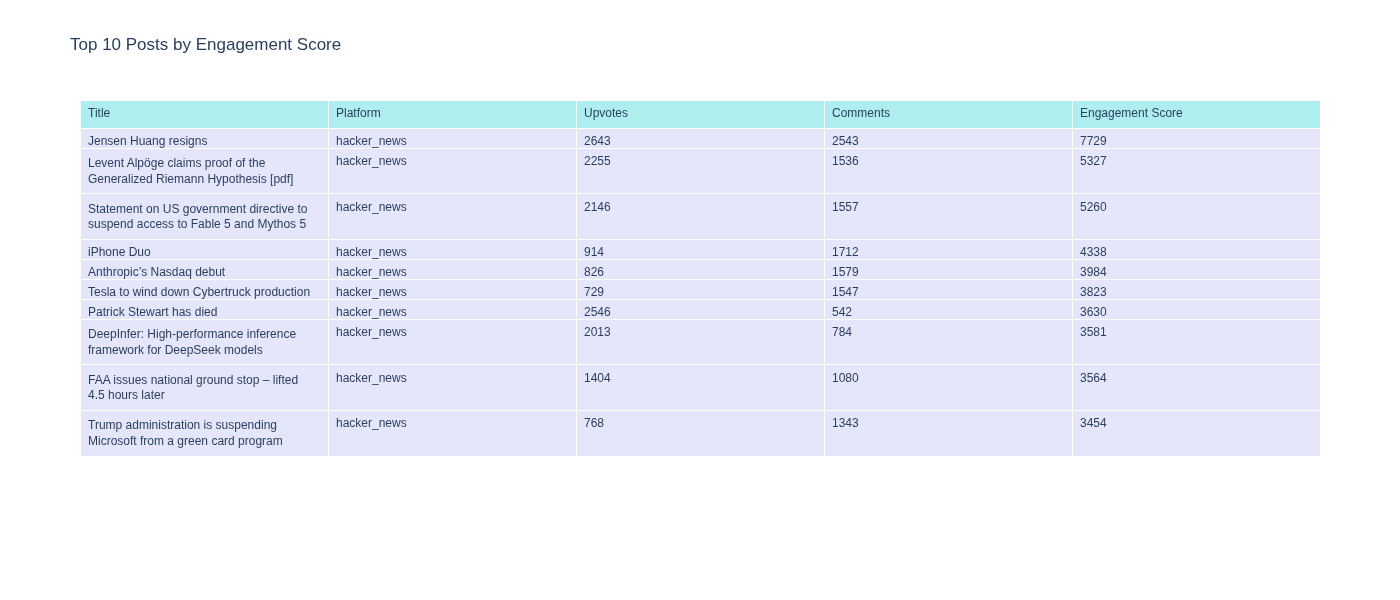 Top 10 Posts by Engagement Score
Title Platform Upvotes Comments Engagement Score
Jensen Huang resigns hacker_news 2643 2543 7729
Levent Alpöge claims proof of the hacker_news 2255 1536 5327
Generalized Riemann Hypothesis [pdf]
Statement on US government directive to hacker_news 2146 1557 5260
suspend access to Fable 5 and Mythos 5
iPhone Duo hacker_news 914 1712 4338
Anthropic’s Nasdaq debut hacker_news 826 1579 3984
Tesla to wind down Cybertruck production hacker_news 729 1547 3823
Patrick Stewart has died hacker_news 2546 542 3630
DeepInfer: High-performance inference hacker_news 2013 784 3581
framework for DeepSeek models
FAA issues national ground stop – lifted hacker_news 1404 1080 3564
4.5 hours later
Trump administration is suspending hacker_news 768 1343 3454
Microsoft from a green card program